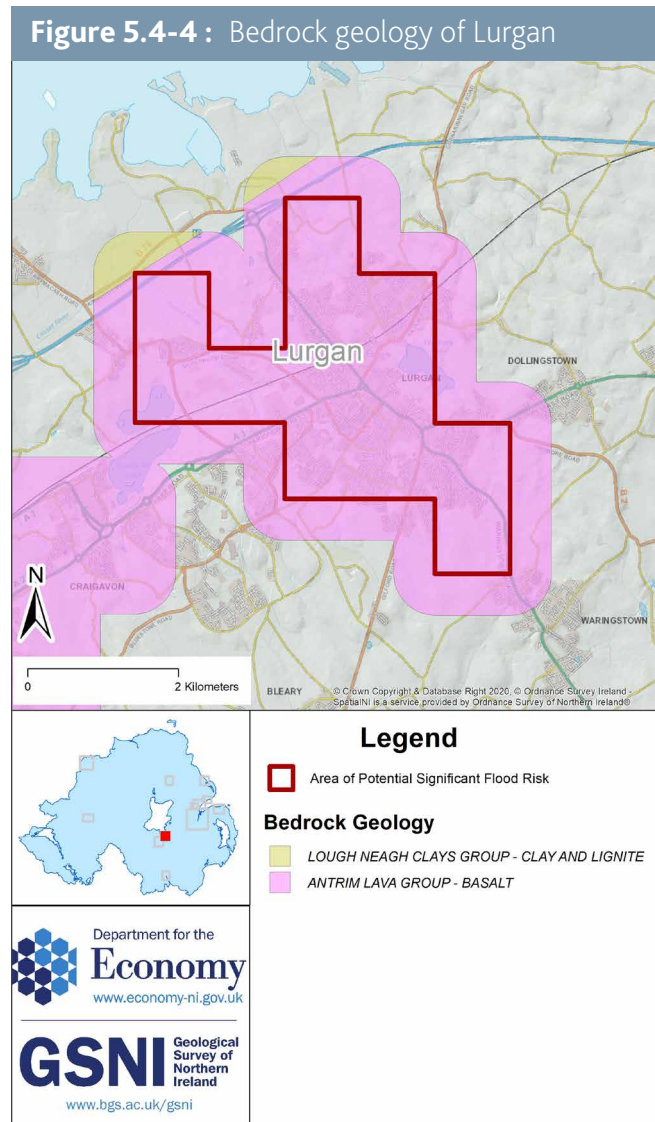 Figure 5.4-4 : Bedrock geology of Lurgan
Lurgan
LURGAN
DOLLINGSTOWN
CRAIGAVON
WARINGSTOWN
BLEARY
N
0 2 Kilometers
© Crown Copyright & Database Right 2020, © Ordnance Survey Ireland -
SpatialNI is a service provided by Ordnance Survey of Northern Ireland®
Legend
Area of Potential Significant Flood Risk
Bedrock Geology
LOUGH NEAGH CLAYS GROUP - CLAY AND LIGNITE
ANTRIM LAVA GROUP - BASALT
Department for the
Economy
www.economy-ni.gov.uk
GSNI
Geological
Survey of
Northern
Ireland
www.bgs.ac.uk/gsni